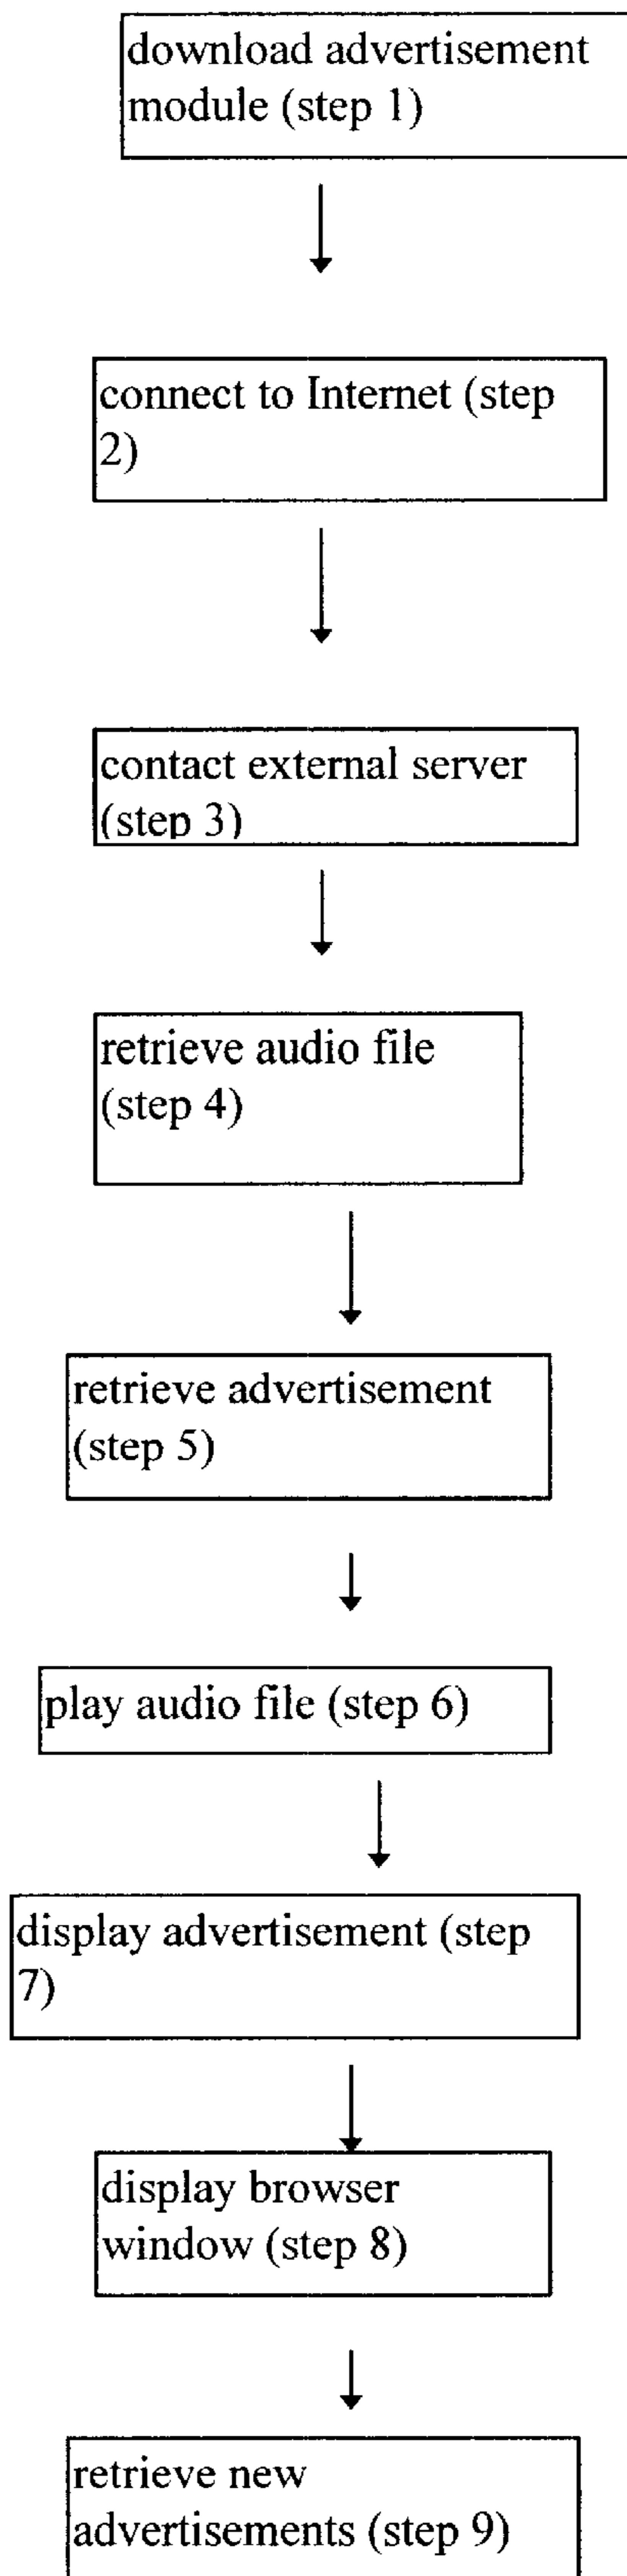 download advertisement
module (step 1)
connect to Internet (step
2)
contact external server
(step 3)
retrieve audio file
(step 4)
retrieve advertisement
(step 5)
play audio file (step 6)
display advertisement (step
7)
display browser
window (step 8)
retrieve new
advertisements (step 9)